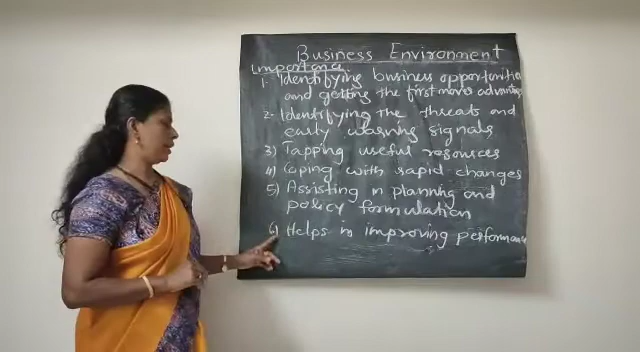 Business Environment
Importance
1. Identifying business opportunities
and getting the first mover advantage
2. Identifying the threats and
early warning signals
3) Tapping useful resources
4) Coping with rapid changes
5) Assisting in planning and
policy formulation
6) Helps in improving performance